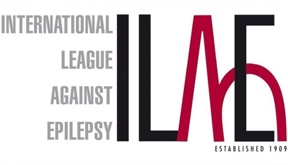 INTERNATIONAL
LEAGUE
AGAINST
EPILEPSY
ILAE
ESTABLISHED 1909